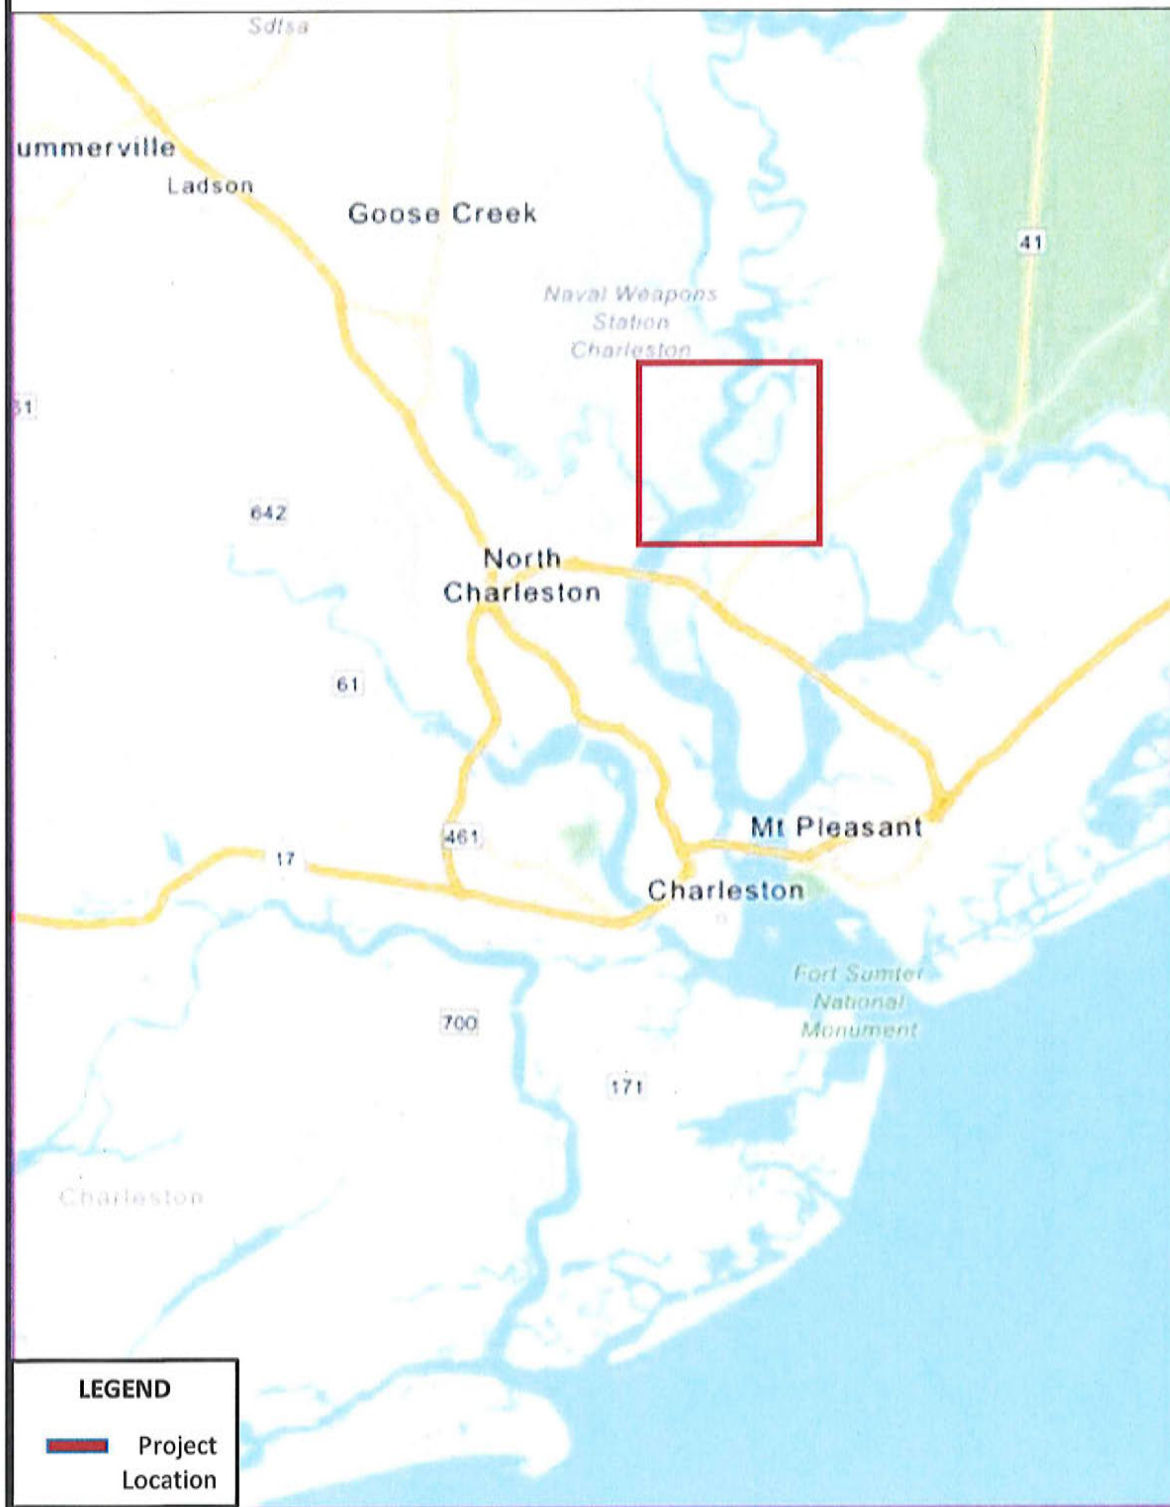 Sdtsa
ummerville
Ladson
Goose Creek
41
Naval Weapons
Station
Charleston
61
642
North
Charleston
61
461
Mt Pleasant
17
Charleston
Fort Sumter
National
Monument
700
171
Charleston
LEGEND
Project
Location